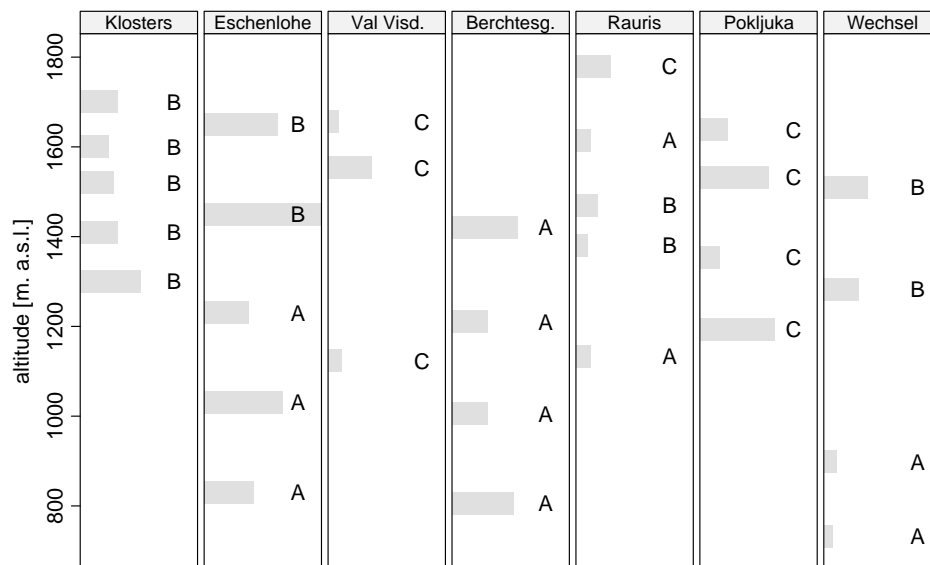 Klosters Eschenlohe Val Visd. Berchtesg. Rauris Pokljuka Wechsel
altitude [m. a.s.l.]
1800
1600
1400
1200
1000
800
B
B
B
B
B
B
B
A
A
A
C
C
C
A
A
A
A
C
A
B
B
A
C
C
C
C
B
B
A
A